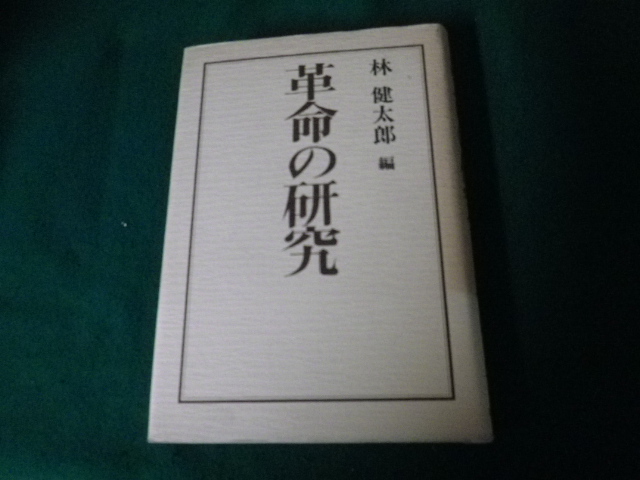 林 健太郎 編
革命の研究